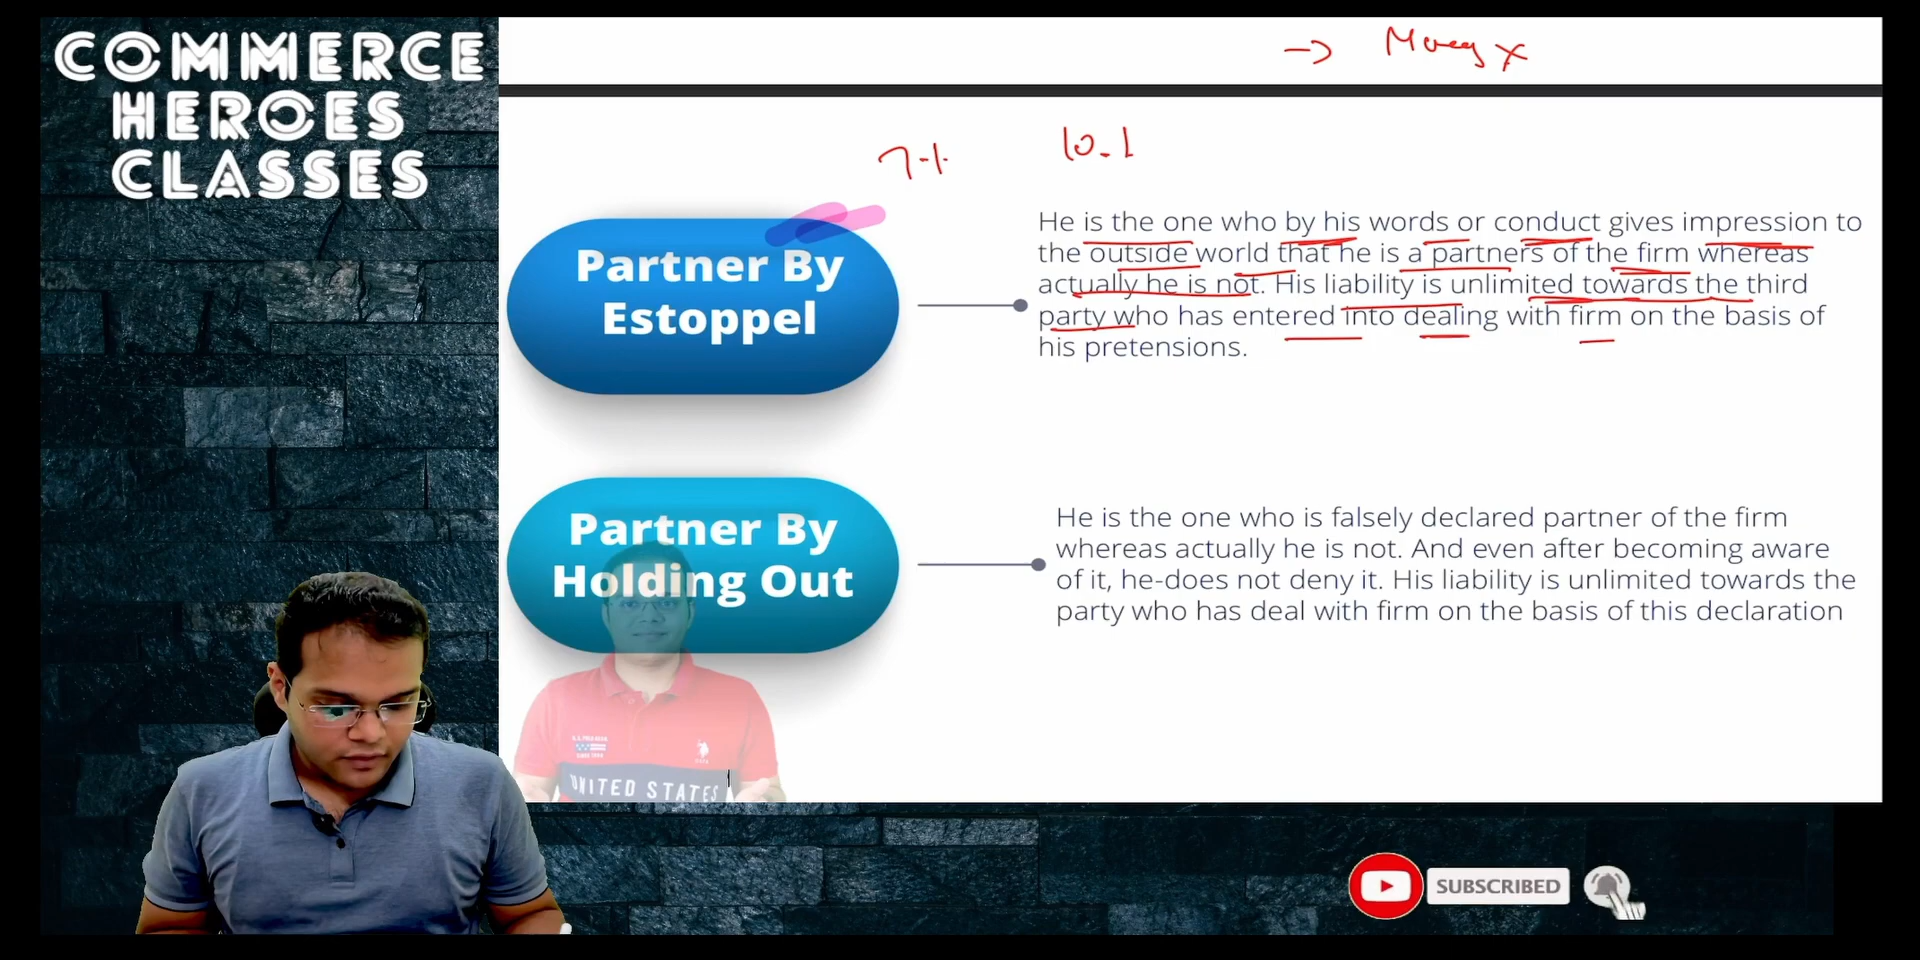 COMMERCE
HEROES
CLASSES
→ Money X
Partner By
Estoppel
He is the one who by his words or conduct gives impression to
the outside world that he is a partners of the firm whereas
actually he is not. His liability is unlimited towards the third
party who has entered into dealing with firm on the basis of
his pretensions.
Partner By
Holding Out
He is the one who is falsely declared partner of the firm
whereas actually he is not. And even after becoming aware
of it, he-does not deny it. His liability is unlimited towards the
party who has deal with firm on the basis of this declaration
UNITED STATES
SUBSCRIBED